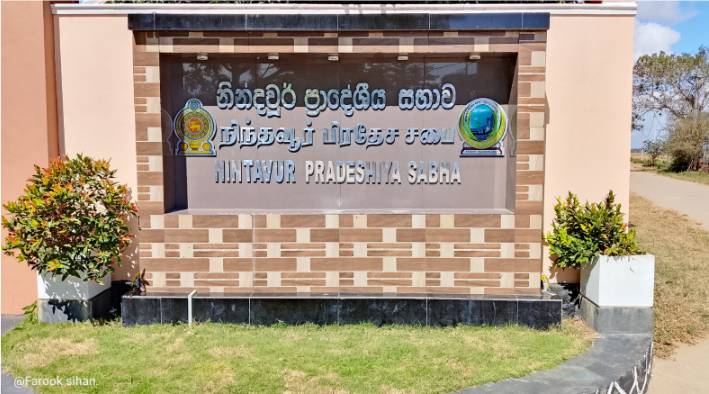 නින්දවූර් ප්‍රාදේශීය සභාව
நிந்தவூர் பிரதேச சபை
NINTAVUR PRADESHIYA SABHA
@Farook.sihan.